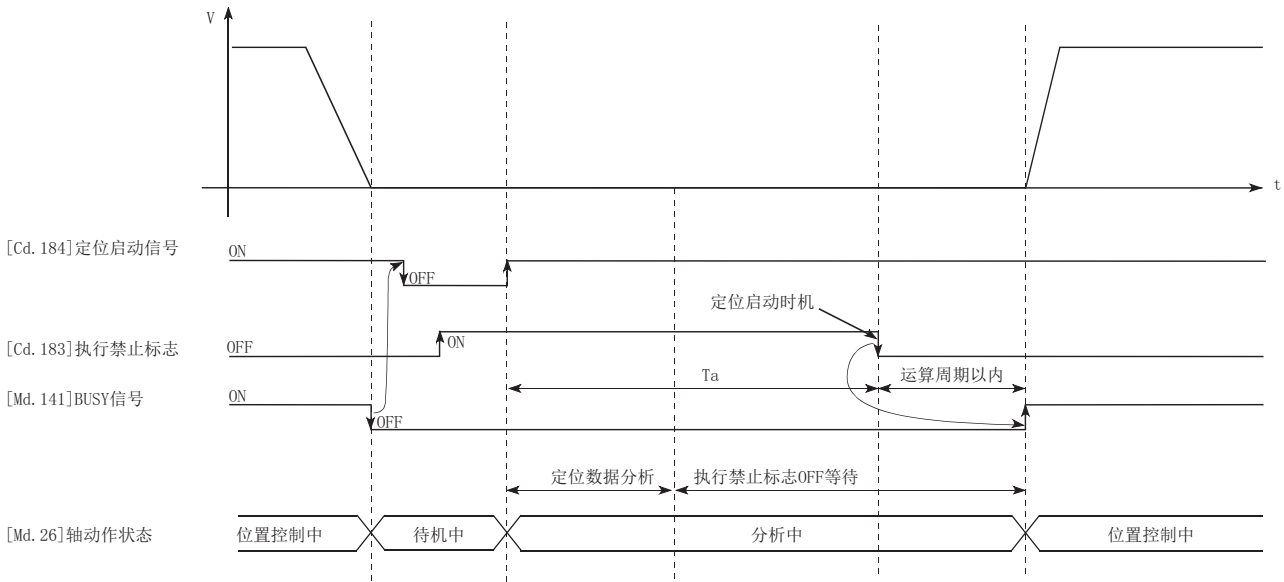 V
t
[Cd.184]定位启动信号
ON
OFF
定位启动时机
[Cd.183]执行禁止标志
OFF
ON
Ta
运算周期以内
[Md.141]BUSY信号
ON
OFF
定位数据分析
执行禁止标志OFF等待
[Md.26]轴动作状态
位置控制中
待机中
分析中
位置控制中